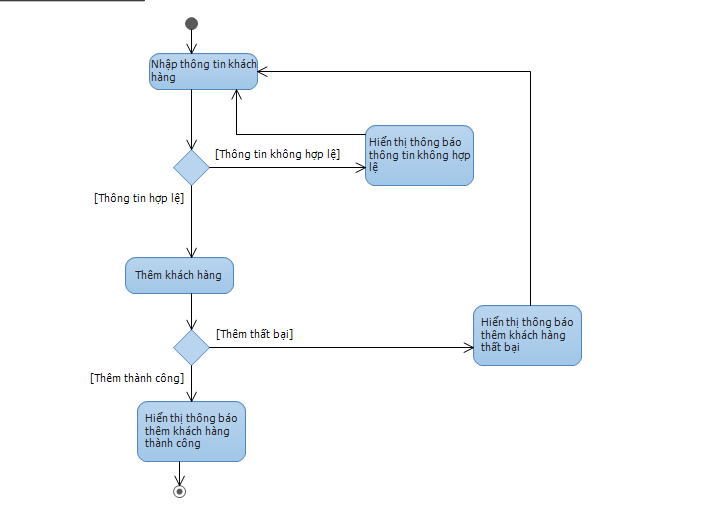 Nhập thông tin khách
hàng
[Thông tin không hợp lệ]
Hiển thị thông báo
thông tin không hợp
lệ
[Thông tin hợp lệ]
Thêm khách hàng
[Thêm thất bại]
Hiển thị thông báo
thêm khách hàng
thất bại
[Thêm thành công]
Hiển thị thông báo
thêm khách hàng
thành công